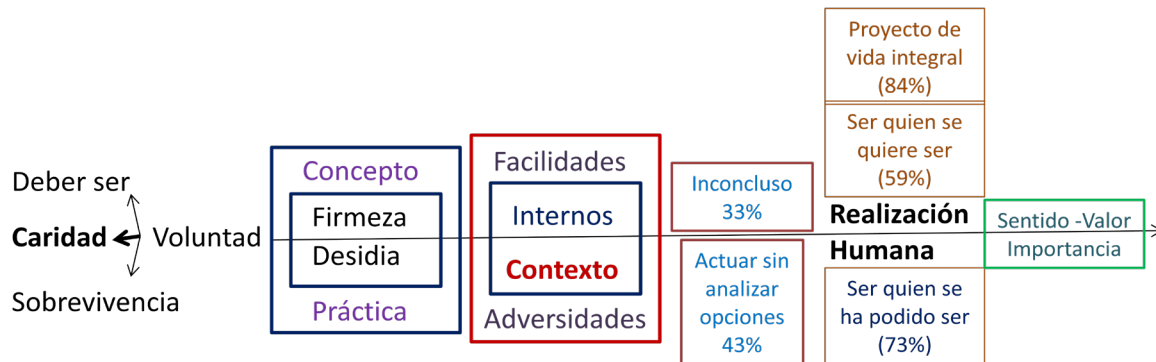 Deber ser
Caridad
Voluntad
Sobrevivencia
Concepto
Firmeza
Desidia
Práctica
Facilidades
Internos
Contexto
Adversidades
Inconcluso
33%
Actuar sin
analizar
opciones
43%
Proyecto de
vida integral
(84%)
Ser quien se
quiere ser
(59%)
Realización
Humana
Ser quien se
ha podido ser
(73%)
Sentido -Valor
Importancia